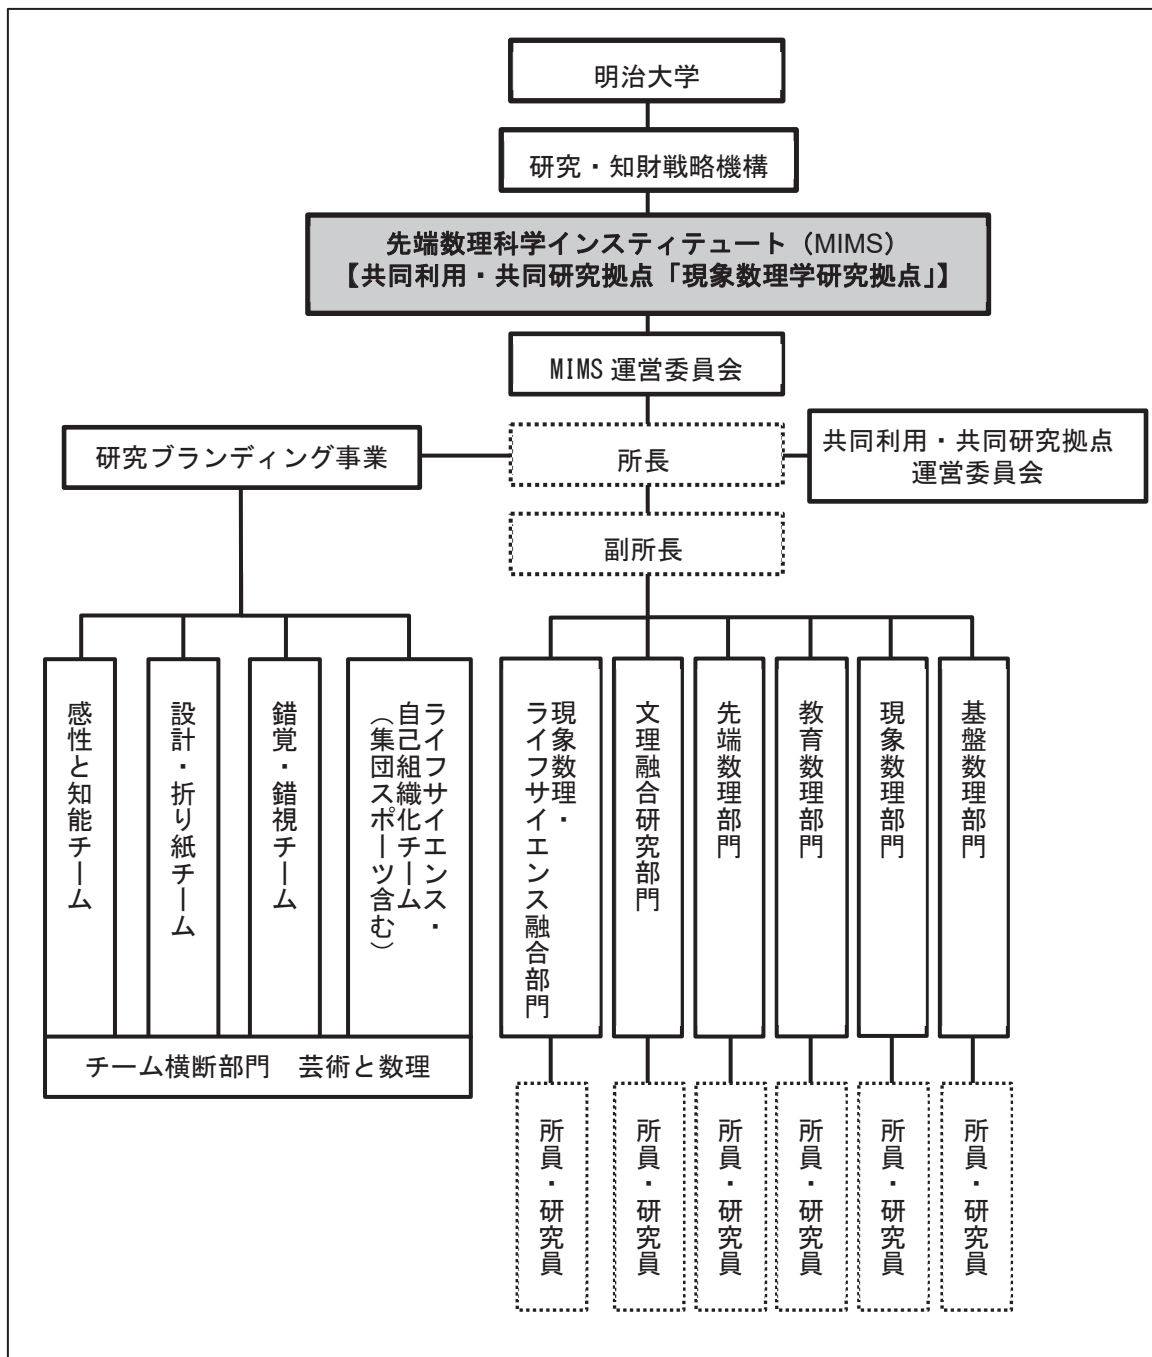 明治大学
研究・知財戦略機構
先端数理科学インスティテュート（MIMS）
【共同利用・共同研究拠点「現象数理学研究拠点」】
MIMS 運営委員会
研究ブランディング事業
所長
共同利用・共同研究拠点
運営委員会
副所長
感性と知能チーム
設計・折り紙チーム
錯覚・錯視チーム
ライフサイエンス・
自己組織化チーム
（集団スポーツ含む）
チーム横断部門　芸術と数理
現象数理・
ライフサイエンス融合部門
文理融合研究部門
先端数理部門
教育数理部門
現象数理部門
基盤数理部門
所員・研究員
所員・研究員
所員・研究員
所員・研究員
所員・研究員
所員・研究員